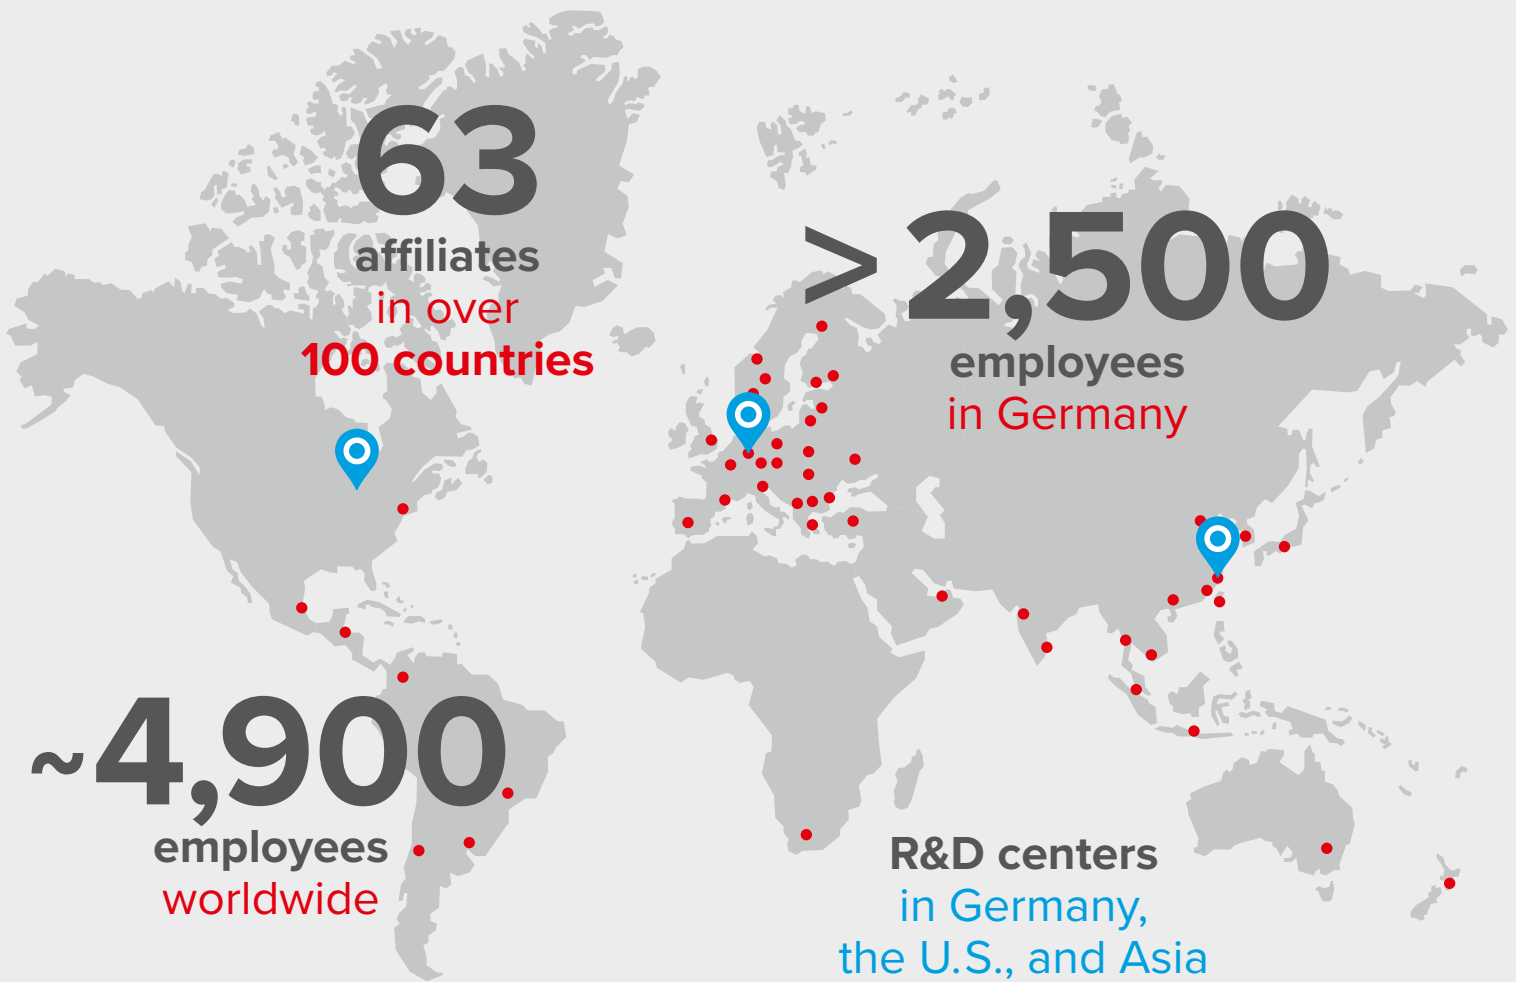 63
affiliates
in over
100 countries
> 2,500
employees
in Germany
~4,900
employees
worldwide
R&D centers
in Germany,
the U.S., and Asia